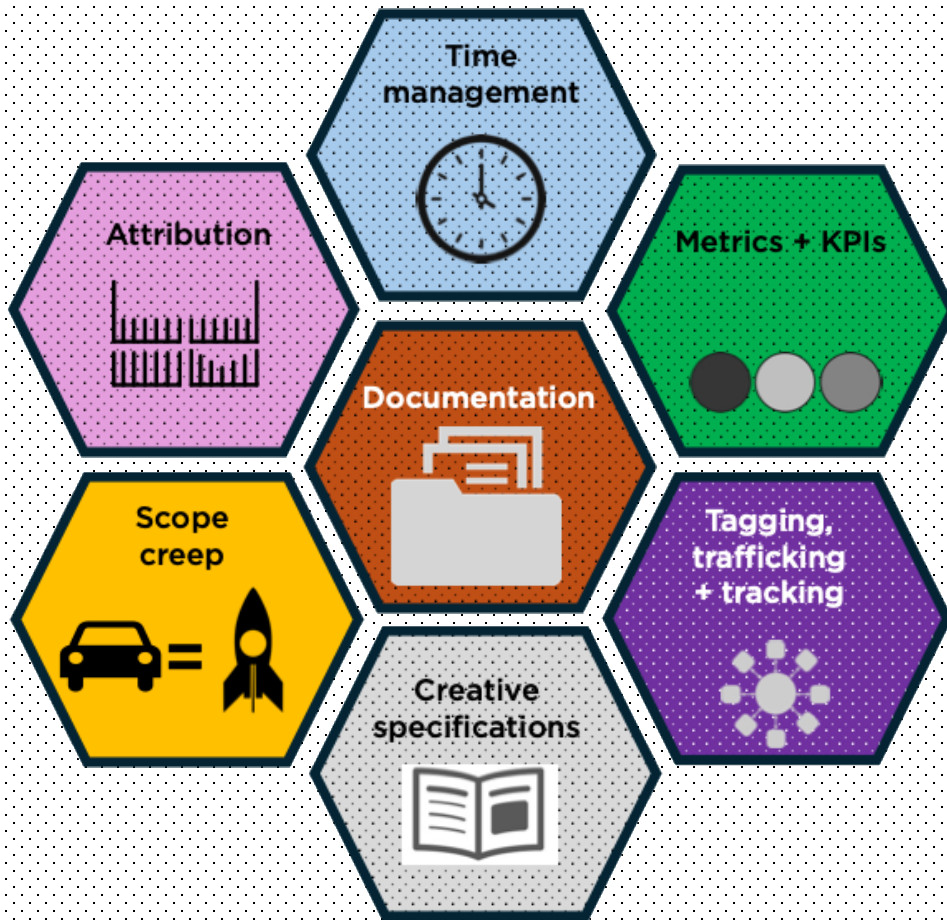 Time
management
Attribution
Metrics + KPIs
Documentation
Scope
creep
Tagging,
trafficking
+ tracking
Creative
specifications